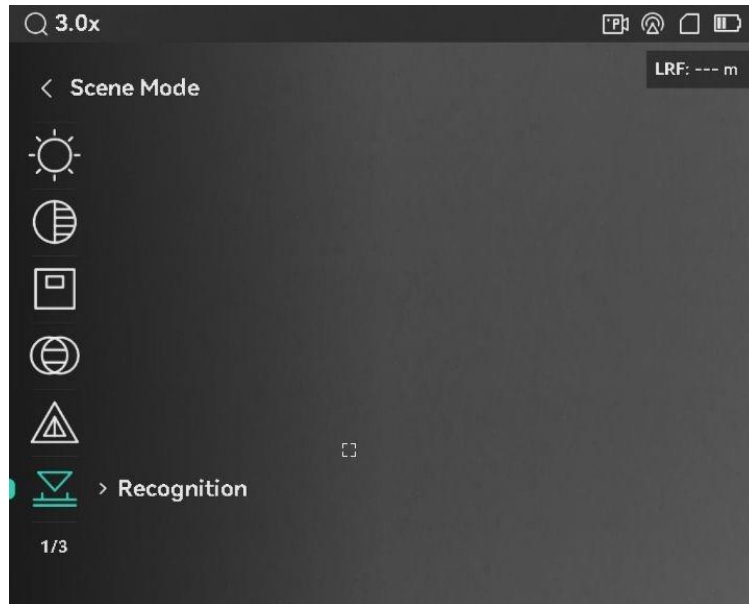 3.0x
LRF: --- m
< Scene Mode
> Recognition
1/3